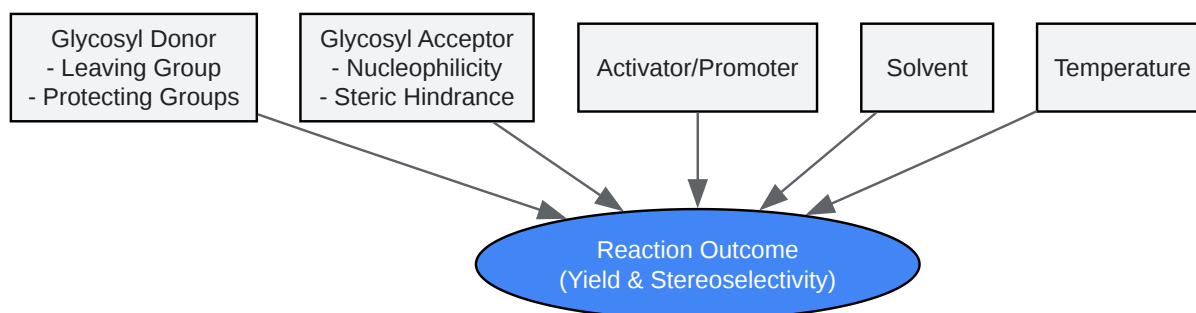 Glycosyl Donor
- Leaving Group
- Protecting Groups
Glycosyl Acceptor
- Nucleophilicity
- Steric Hindrance
Activator/Promoter
Solvent
Temperature
Reaction Outcome
(Yield & Stereoselectivity)